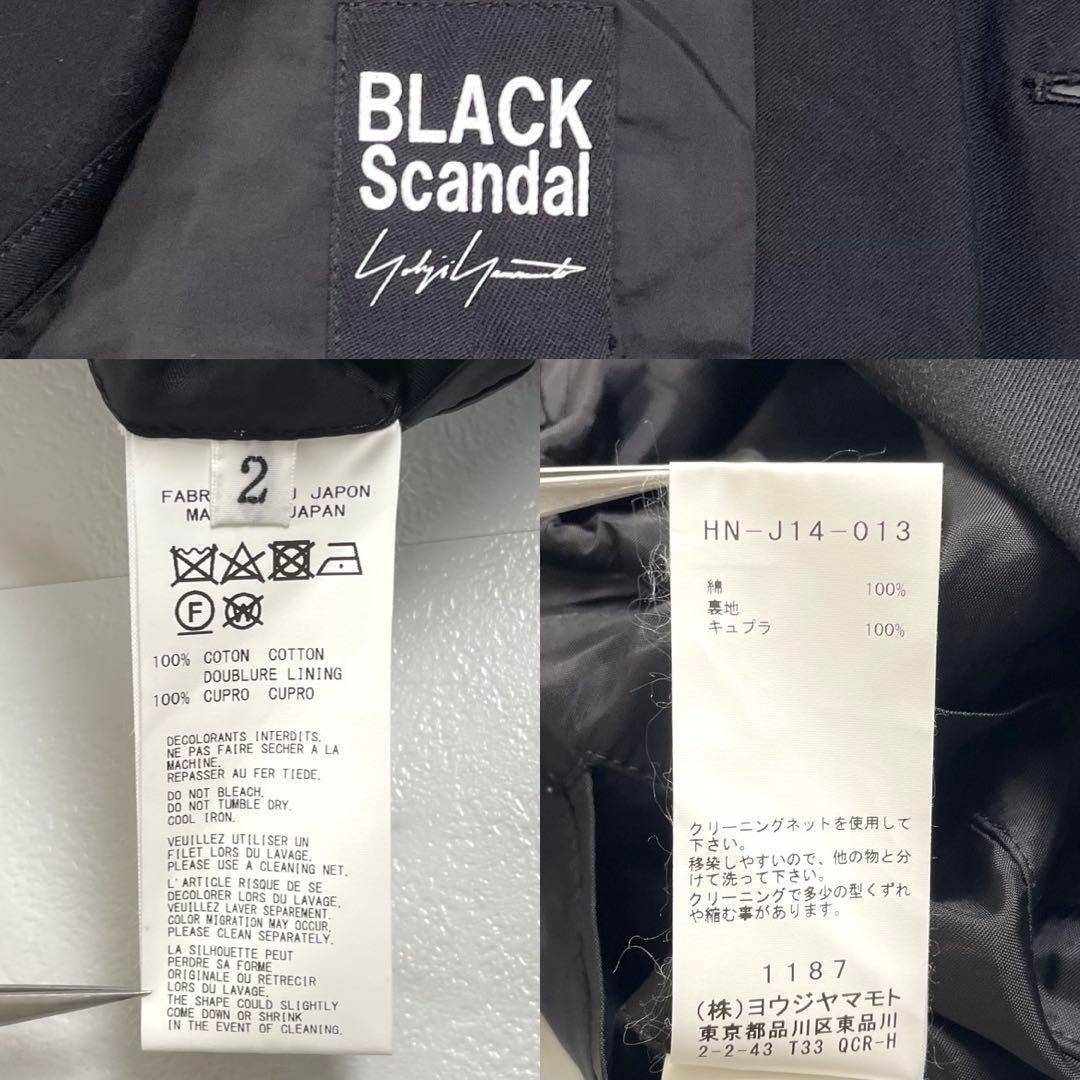 BLACK
Scandal
Yohji Yamamoto
2
FABR J JAPON
MA JAPAN
F
W
100% COTON COTTON
DOUBLURE LINING
100% CUPRO CUPRO
DECOLORANTS INTERDITS.
NE PAS FAIRE SECHER A LA
MACHINE.
REPASSER AU FER TIEDE.
DO NOT BLEACH.
DO NOT TUMBLE DRY.
COOL IRON.
VEUILLEZ UTILISER UN
FILET LORS DU LAVAGE.
PLEASE USE A CLEANING NET.
L'ARTICLE RISQUE DE SE
DECOLORER LORS DU LAVAGE,
VEUILLEZ LAVER SEPAREMENT.
COLOR MIGRATION MAY OCCUR,
PLEASE CLEAN SEPARATELY.
LA SILHOUETTE PEUT
PERDRE SA FORME
ORIGINALE OU RETRECIR
LORS DU LAVAGE.
THE SHAPE COULD SLIGHTLY
COME DOWN OR SHRINK
IN THE EVENT OF CLEANING.
HN-J14-013
綿 100%
裏地
キュプラ 100%
クリーニングネットを使用して
下さい。
移染しやすいので、他の物と分
けて洗って下さい。
クリーニングで多少の型くずれ
や縮む事があります。
1187
(株)ヨウジヤマモト
東京都品川区東品川
2-2-43 T33 QCR-H